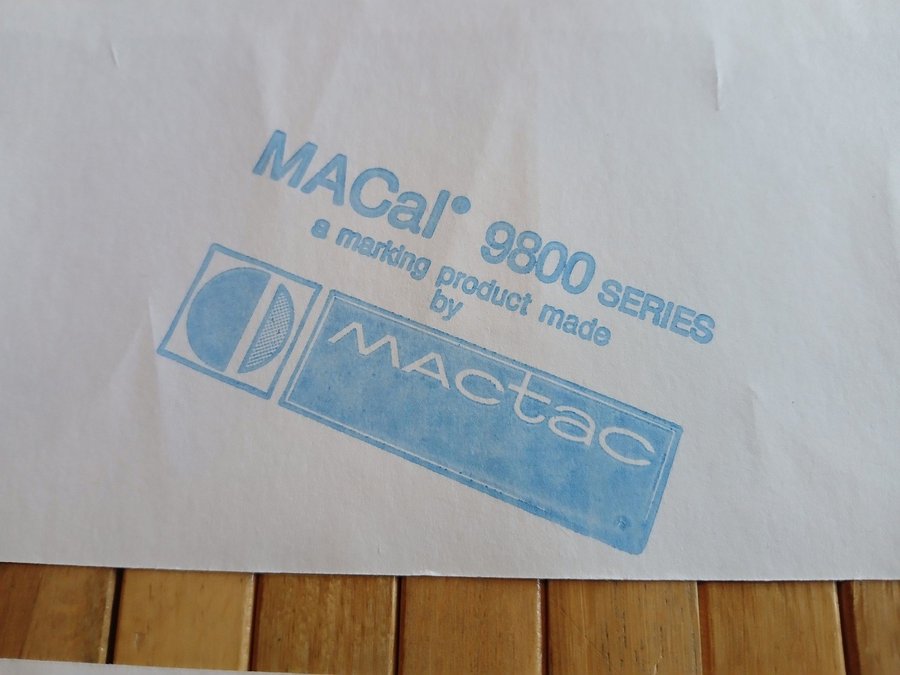 MACal® 9800 SERIES
a marking product made
by
MACtac
®